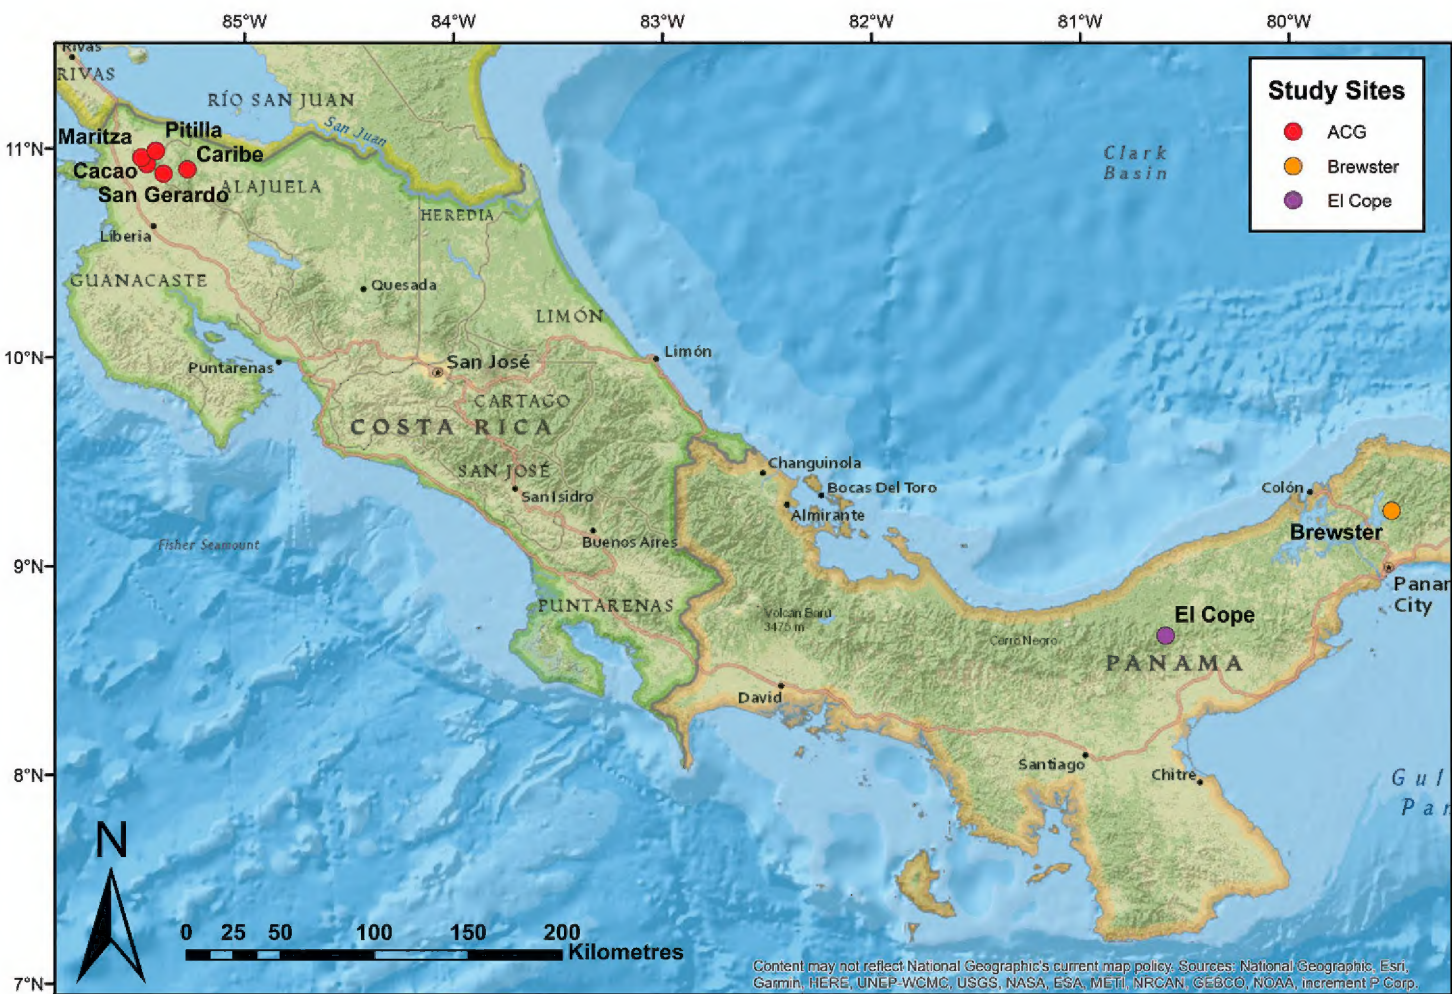 85°W 84°W 83°W 82°W 81°W 80°W
Rivas
RIVAS
RÍO SAN JUAN
San Juan
Study Sites
ACG
Brewster
El Cope
Maritza
Pitilla
11°N
Caribe
Cacao
San Gerardo
ALAJUELA
HEREDIA
Clark
Basin
Liberia
GUANACASTE
Quesada
LIMÓN
10°N
Puntarenas
San José
Limón
CARTAGO
COSTA RICA
SAN JOSÉ
San Isidro
Changuinola
Bocas Del Toro
Almirante
Colón
Brewster
Fisher Seamount
Buenos Aires
9°N
PUNTARENAS
Volcan Barú
3475 m
Cerro Negro
El Cope
PANAMA
Panar
City
David
Santiago
Chitre
8°N
Gul
Par
N
0 25 50 100 150 200
Kilometres
7°N
Content may not reflect National Geographic's current map policy. Sources: National Geographic, Esri,
Garmin, HERE, UNEP-WCMC, USGS, NASA, ESA, METI, NRCAN, GEBCO, NOAA, increment P Corp.